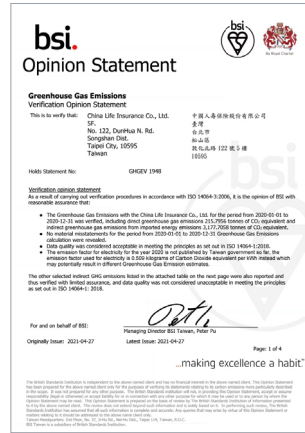 bsi.
bsi
By Royal Charter
Opinion Statement
Greenhouse Gas Emissions
Verification Opinion Statement
This is to verify that: China Life Insurance Co., Ltd. 中國人壽保險股份有限公司
5F. 臺灣
No. 122, DunHua N. Rd. 台北市
Songshan Dist. 松山區
Taipei City, 10595 敦化北路 122 號 5 樓
Taiwan 10595
Holds Statement No: GHGEV 1948
Verification opinion statement
As a result of carrying out verification procedures in accordance with ISO 14064-3:2006, it is the opinion of BSI with
reasonable assurance that:
• The Greenhouse Gas Emissions with the China Life Insurance Co., Ltd. for the period from 2020-01-01 to
2020-12-31 was verified, including direct greenhouse gas emissions 215.7956 tonnes of CO₂ equivalent and
indirect greenhouse gas emissions from imported energy emissions 3,177.7058 tonnes of CO₂ equivalent.
• No material misstatements for the period from 2020-01-01 to 2020-12-31 Greenhouse Gas Emissions
calculation were revealed.
• Data quality was considered acceptable in meeting the principles as set out in ISO 14064-1:2018.
• The emission factor for electricity for the year 2020 is not published by Taiwan government so far, the
emission factor used for electricity is 0.509 kilograms of Carbon Dioxide equivalent per kWh instead which
may potentially result in different Greenhouse Gas Emission estimates.
The other selected indirect GHG emissions listed in the attached table on the next page were also reported and
thus verified with limited assurance, and data quality was not considered unacceptable in meeting the principles
as set out in ISO 14064-1: 2018.
For and on behalf of BSI:
Managing Director BSI Taiwan, Peter Pu
Originally Issue: 2021-04-27 Latest Issue: 2021-04-27
Page: 1 of 4
...making excellence a habit.™